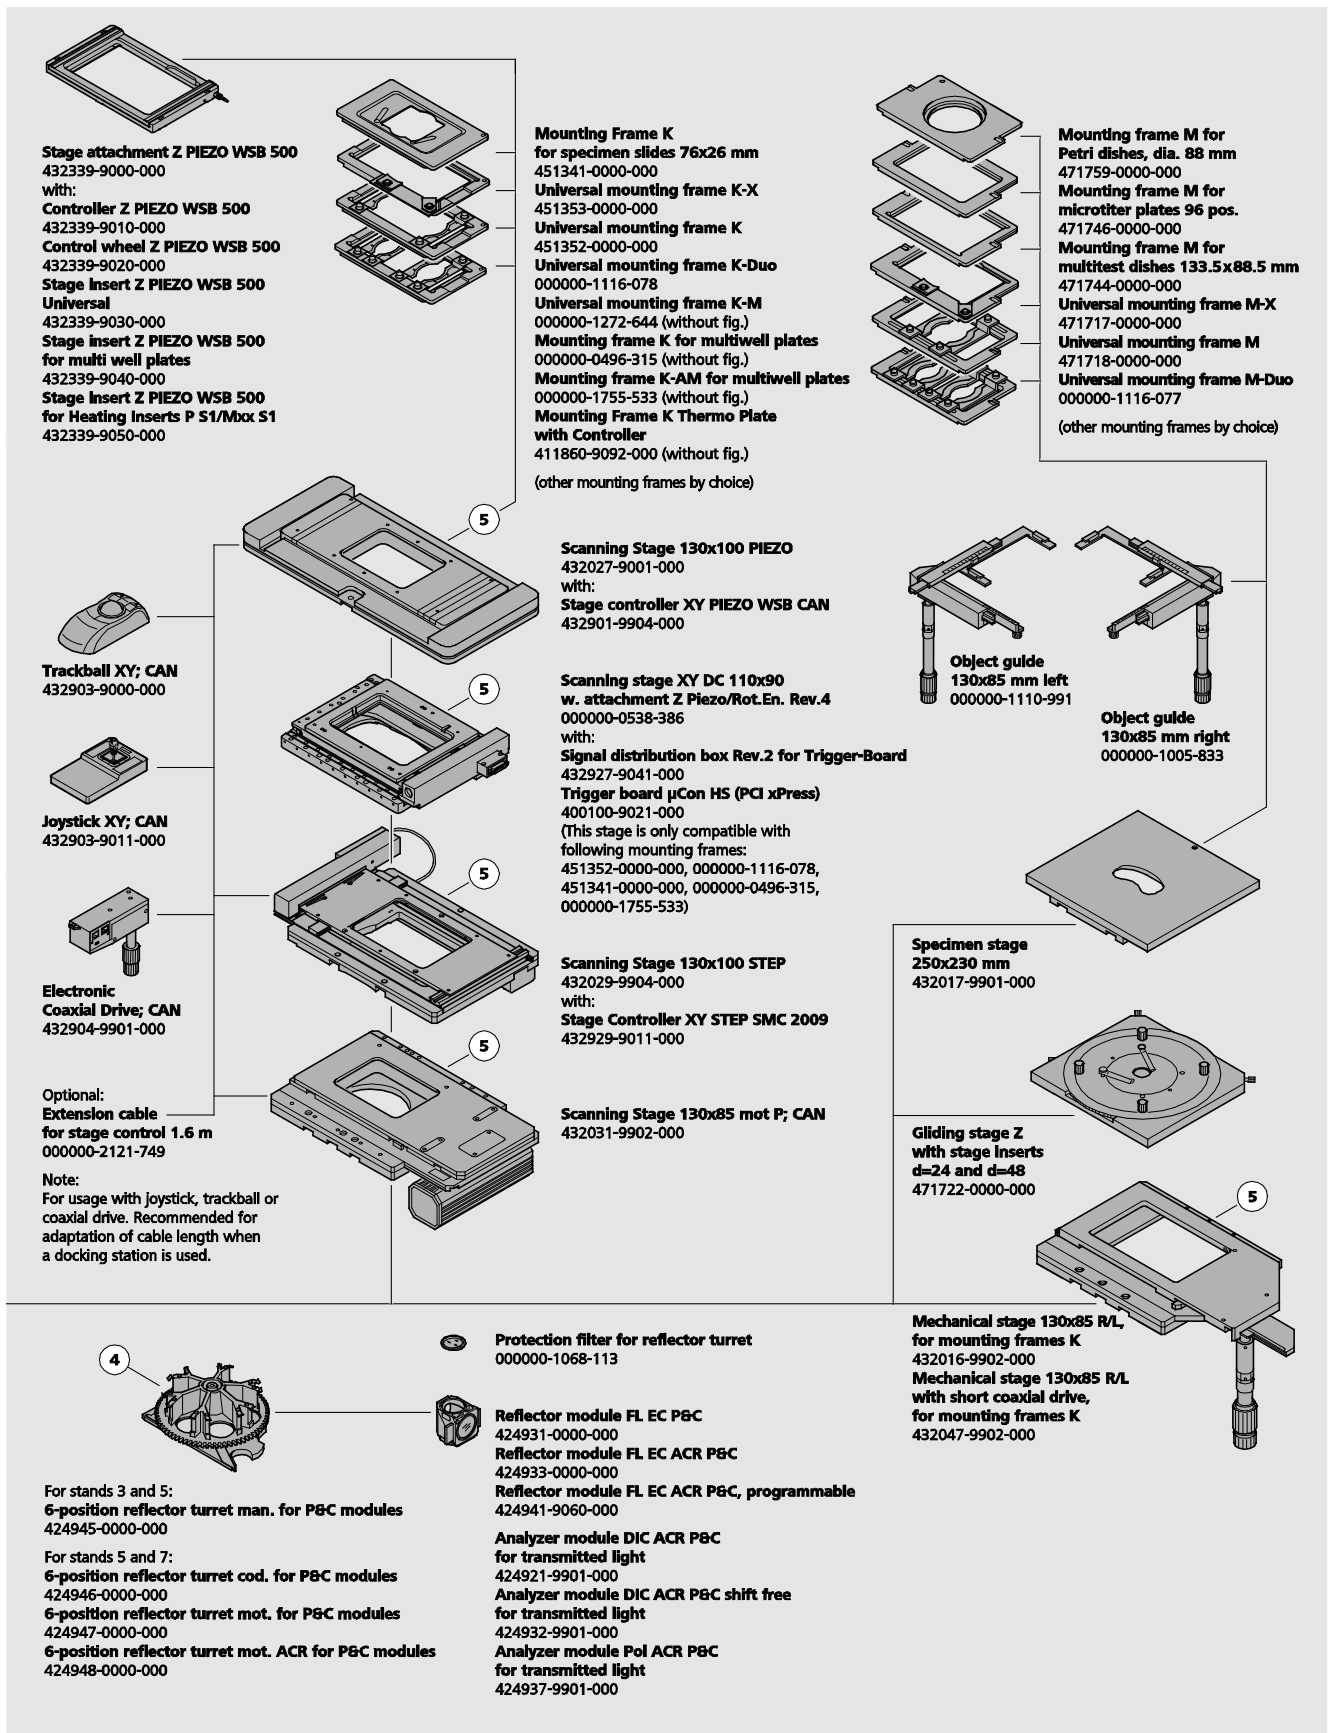 Stage attachment Z PIEZO WSB 500
432339-9000-000
with:
Controller Z PIEZO WSB 500
432339-9010-000
Control wheel Z PIEZO WSB 500
432339-9020-000
Stage Insert Z PIEZO WSB 500
Universal
432339-9030-000
Stage insert Z PIEZO WSB 500
for multi well plates
432339-9040-000
Stage Insert Z PIEZO WSB 500
for Heating Inserts P S1/Mxx S1
432339-9050-000
Mounting Frame K
for specimen slides 76x26 mm
451341-0000-000
Universal mounting frame K-X
451353-0000-000
Universal mounting frame K
451352-0000-000
Universal mounting frame K-Duo
000000-1116-078
Universal mounting frame K-M
000000-1272-644 (without fig.)
Mounting frame K for multiwell plates
000000-0496-315 (without fig.)
Mounting frame K-AM for multiwell plates
000000-1755-533 (without fig.)
Mounting Frame K Thermo Plate
with Controller
411860-9092-000 (without fig.)
(other mounting frames by choice)
Mounting frame M for
Petri dishes, dia. 88 mm
471759-0000-000
Mounting frame M for
microtiter plates 96 pos.
471746-0000-000
Mounting frame M for
multitest dishes 133.5x88.5 mm
471744-0000-000
Universal mounting frame M-X
471717-0000-000
Universal mounting frame M
471718-0000-000
Universal mounting frame M-Duo
000000-1116-077
(other mounting frames by choice)
5
Scanning Stage 130x100 PIEZO
432027-9001-000
with:
Stage controller XY PIEZO WSB CAN
432901-9904-000
Trackball XY; CAN
432903-9000-000
Joystick XY; CAN
432903-9011-000
Electronic
Coaxial Drive; CAN
432904-9901-000
Optional:
Extension cable
for stage control 1.6 m
000000-2121-749
Note:
For usage with joystick, trackball or
coaxial drive. Recommended for
adaptation of cable length when
a docking station is used.
5
Scanning stage XY DC 110x90
w. attachment Z Piezo/Rot.En. Rev.4
000000-0538-386
with:
Signal distribution box Rev.2 for Trigger-Board
432927-9041-000
Trigger board µCon HS (PCI xPress)
400100-9021-000
(This stage is only compatible with
following mounting frames:
451352-0000-000, 000000-1116-078,
451341-0000-000, 000000-0496-315,
000000-1755-533)
5
Scanning Stage 130x100 STEP
432029-9904-000
with:
Stage Controller XY STEP SMC 2009
432929-9011-000
5
Scanning Stage 130x85 mot P; CAN
432031-9902-000
Object guide
130x85 mm left
000000-1110-991
Object guide
130x85 mm right
000000-1005-833
Specimen stage
250x230 mm
432017-9901-000
Gliding stage Z
with stage inserts
d=24 and d=48
471722-0000-000
5
Mechanical stage 130x85 R/L,
for mounting frames K
432016-9902-000
Mechanical stage 130x85 R/L
with short coaxial drive,
for mounting frames K
432047-9902-000
4
For stands 3 and 5:
6-position reflector turret man. for P&C modules
424945-0000-000
For stands 5 and 7:
6-position reflector turret cod. for P&C modules
424946-0000-000
6-position reflector turret mot. for P&C modules
424947-0000-000
6-position reflector turret mot. ACR for P&C modules
424948-0000-000
Protection filter for reflector turret
000000-1068-113
Reflector module FL EC P&C
424931-0000-000
Reflector module FL EC ACR P&C
424933-0000-000
Reflector module FL EC ACR P&C, programmable
424941-9060-000
Analyzer module DIC ACR P&C
for transmitted light
424921-9901-000
Analyzer module DIC ACR P&C shift free
for transmitted light
424932-9901-000
Analyzer module Pol ACR P&C
for transmitted light
424937-9901-000